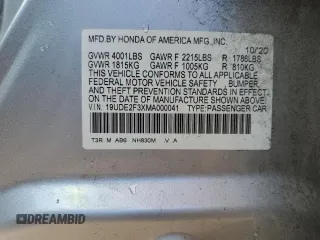 MFD.BY HONDA OF AMERICA MFG.,INC.
10/20
GVWR 4001LBS GAWR F 2215LBS R 1786LBS
GVWR 1815KG GAWR F 1005KG R 810KG
THIS VEHICLE CONFORMS TO ALL APPLICABLE
FEDERAL MOTOR VEHICLE SAFETY, BUMPER,
AND THEFT PREVENTION STANDARDS IN EFFECT
ON THE DATE OF MANUFACTURE SHOWN ABOVE.
V.I.N. 19UDE2F3XMA000041 TYPE:PASSENGER CAR
T3R M AB6 NH830M V A
DREAMBID